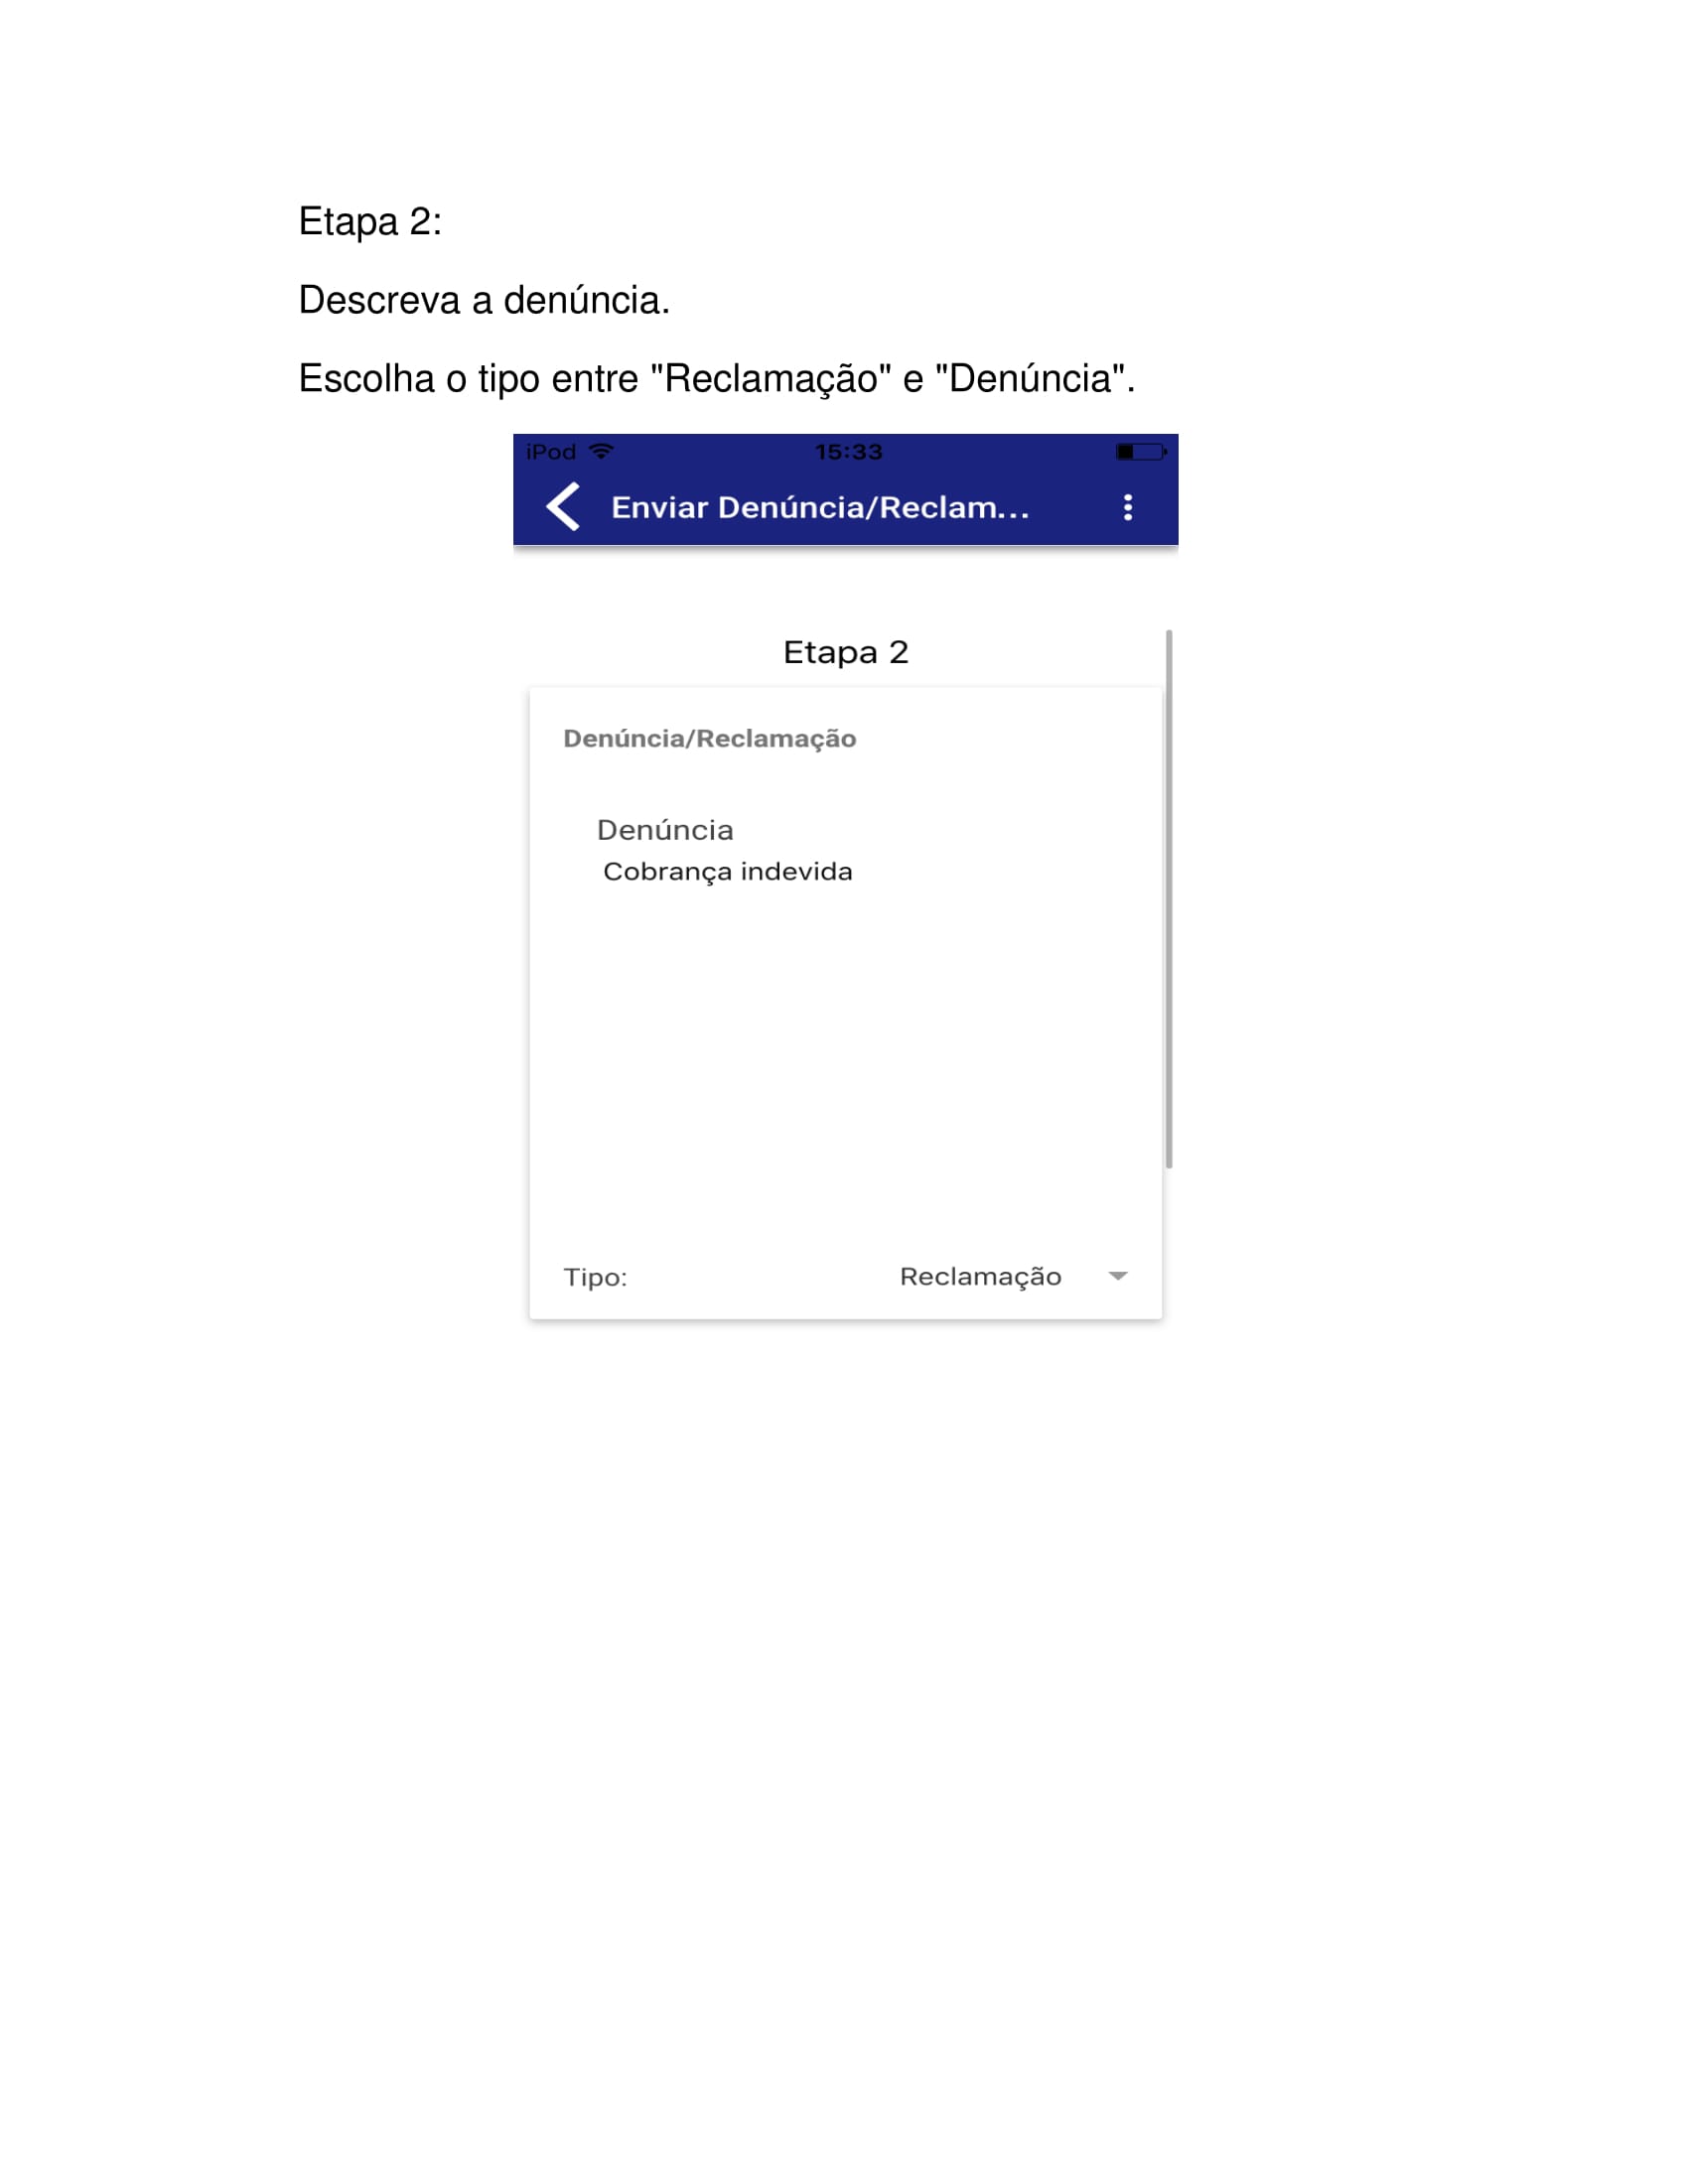 Etapa 2:
Descreva a denúncia.
Escolha o tipo entre "Reclamação" e "Denúncia".
iPod 15:33
Enviar Denúncia/Reclam...
Etapa 2
Denúncia/Reclamação
Denúncia
Cobrança indevida
Tipo: Reclamação